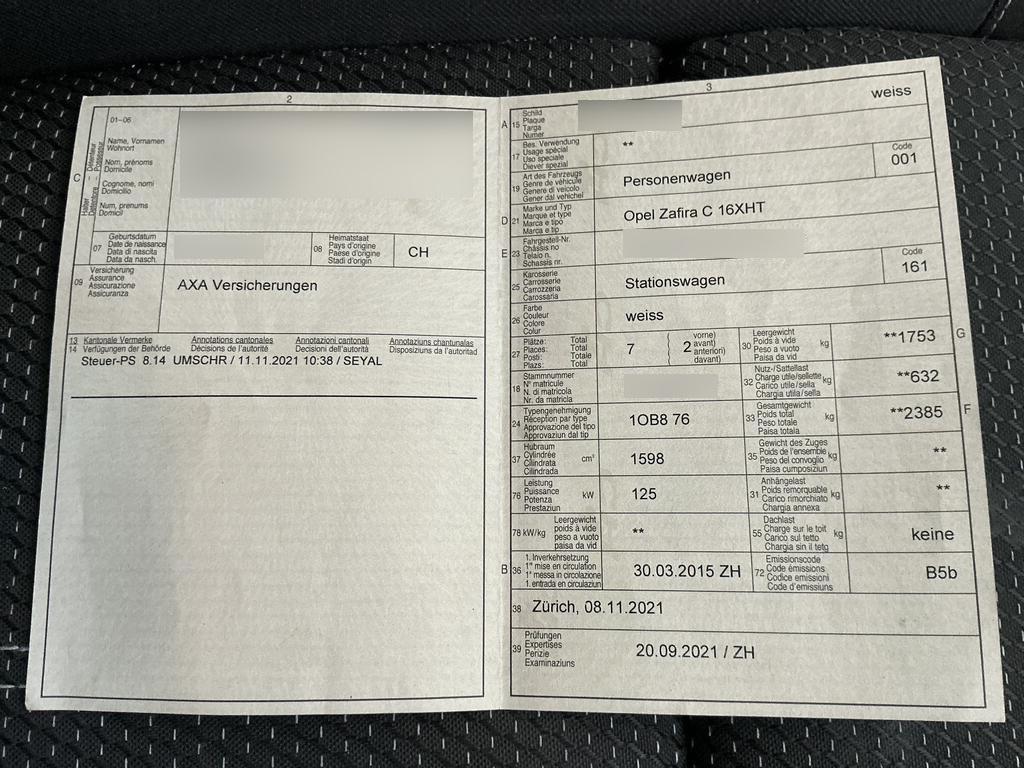 2
01–06
C
Halter
Détenteur
Detentore – Possessur
Name, Vornamen
Wohnort
Nom, prénoms
Domicile
Cognome, nomi
Domicilio
Num, prenums
Domicil
07
Geburtsdatum
Date de naissance
Data di nascita
Data da nasch.
08
Heimatstaat
Pays d'origine
Paese d'origine
Stadi d'origin
CH
09
Versicherung
Assurance
Assicurazione
Assicuranza
AXA Versicherungen
13 Kantonale Vermerke Annotations cantonales Annotazioni cantonali Annotaziuns chantunalas
14 Verfügungen der Behörde Décisions de l'autorité Decisioni dell'autorità Disposiziuns da l'autoritad
Steuer-PS 8.14 UMSCHR / 11.11.2021 10:38 / SEYAL
3
A 15
Schild
Plaque
Targa
Numer
weiss
17
Bes. Verwendung
Usage spécial
Uso speciale
Diever spezial
**
19
Art des Fahrzeugs
Genre de véhicule
Genere di veicolo
Gener dal vehichel
Personenwagen
Code
001
D 21
Marke und Typ
Marque et type
Marca e tipo
Marca e tip
Opel Zafira C 16XHT
E 23
Fahrgestell-Nr.
Châssis no
Telaio n.
Schassis nr.
25
Karosserie
Carrosserie
Carrozzeria
Carossaria
Stationswagen
Code
161
26
Farbe
Couleur
Colore
Colur
weiss
27
Plätze: Total
Places: Total
Posti: Totale
Plazs: Total
7
2
vorne)
avant)
anteriori)
davant)
30
Leergewicht
Poids à vide
Peso a vuoto
Paisa da vid
kg
**1753
G
18
Stammnummer
N° matricule
N. di matricola
Nr. da matricla
32
Nutz-/Sattellast
Charge utile/sellette
Carico utile/sella
Chargia utila/sella
kg
**632
24
Typengenehmigung
Réception par type
Approvazione del tipo
Approvaziun dal tip
1OB8 76
33
Gesamtgewicht
Poids total
Peso totale
Paisa totala
kg
**2385
F
37
Hubraum
Cylindrée
Cilindrata
Cilindrada
cm³
1598
35
Gewicht des Zuges
Poids de l'ensemble
Peso del convoglio
Paisa cumposiziun
kg
**
76
Leistung
Puissance
Potenza
Prestaziun
kW
125
31
Anhängelast
Poids remorquable
Carico rimorchiato
Chargia annexa
kg
**
78 kW/kg
Leergewicht
poids à vide
peso a vuoto
paisa da vid
**
55
Dachlast
Charge sur le toit
Carico sul tetto
Chargia sin il tetg
kg
keine
B 36
1. Inverkehrsetzung
1re mise en circulation
1a messa in circolazione
1. entrada en circulaziun
30.03.2015 ZH
72
Emissionscode
Code émissions
Codice emissioni
Code d'emissiuns
B5b
38 Zürich, 08.11.2021
39
Prüfungen
Expertises
Perizie
Examinaziuns
20.09.2021 / ZH